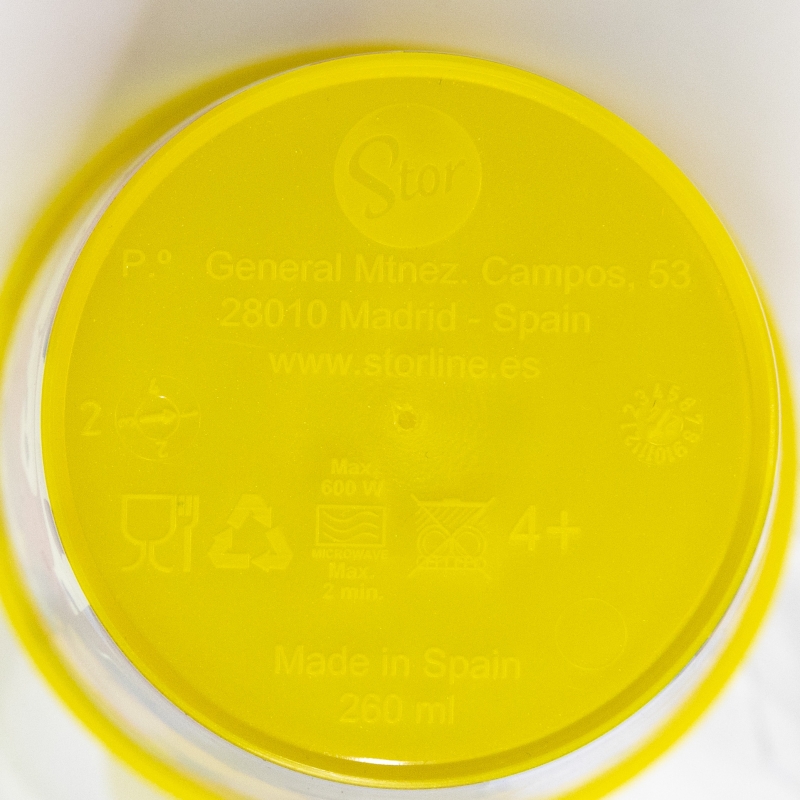 Stor
P.º General Mtnez. Campos, 53
28010 Madrid - Spain
www.storline.es
2
Max.
600 W
MICROWAVE
Max.
2 min.
4+
Made in Spain
260 ml